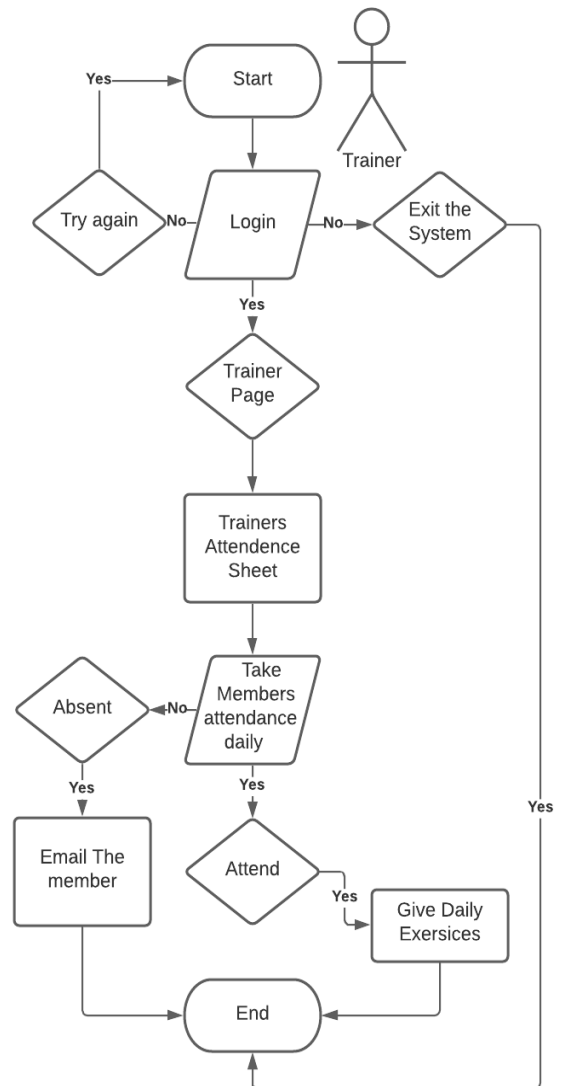 Yes
Start
Trainer
Try again
No
Login
No
Exit the
System
Yes
Trainer
Page
Trainers
Attendence
Sheet
Take
Members
attendance
daily
No
Absent
Yes
Yes
Email The
member
Attend
Yes
Give Daily
Exersices
Yes
End